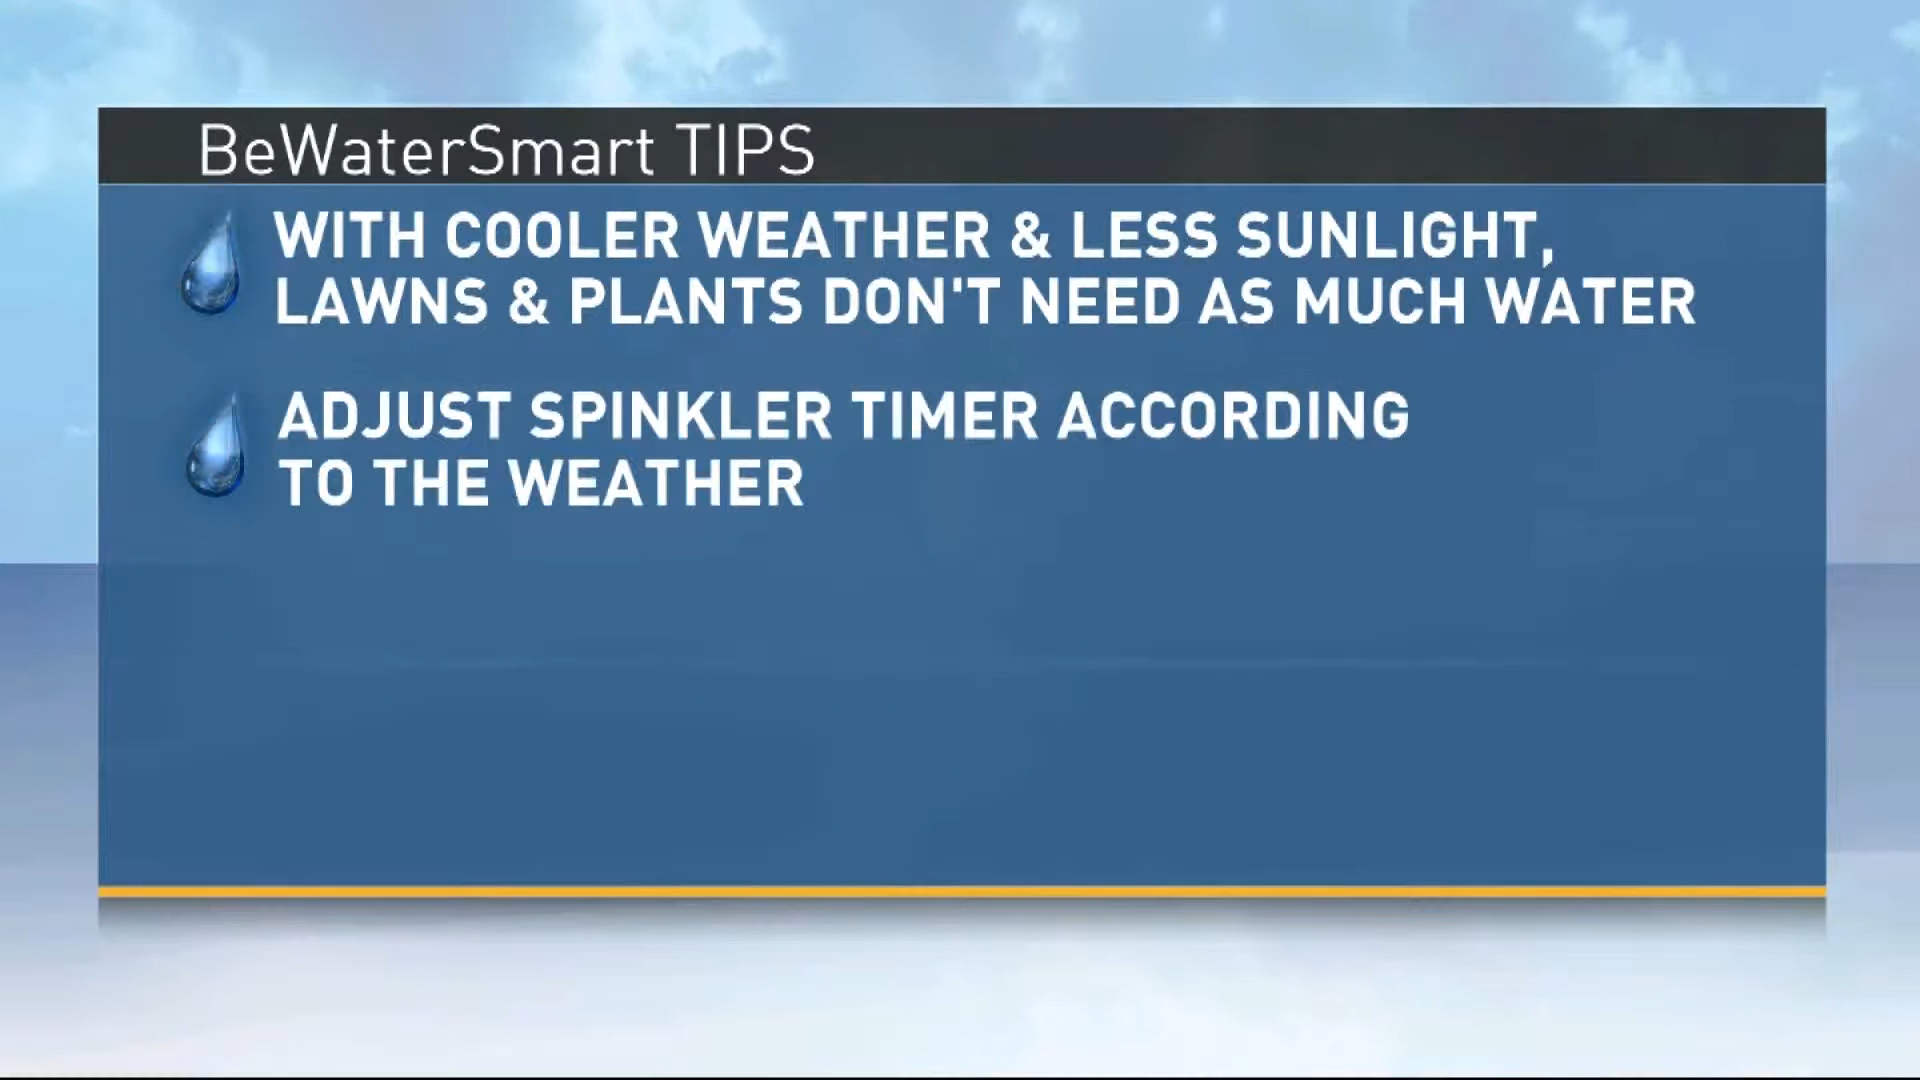 BeWaterSmart TIPS
WITH COOLER WEATHER & LESS SUNLIGHT,
LAWNS & PLANTS DON'T NEED AS MUCH WATER
ADJUST SPINKLER TIMER ACCORDING
TO THE WEATHER